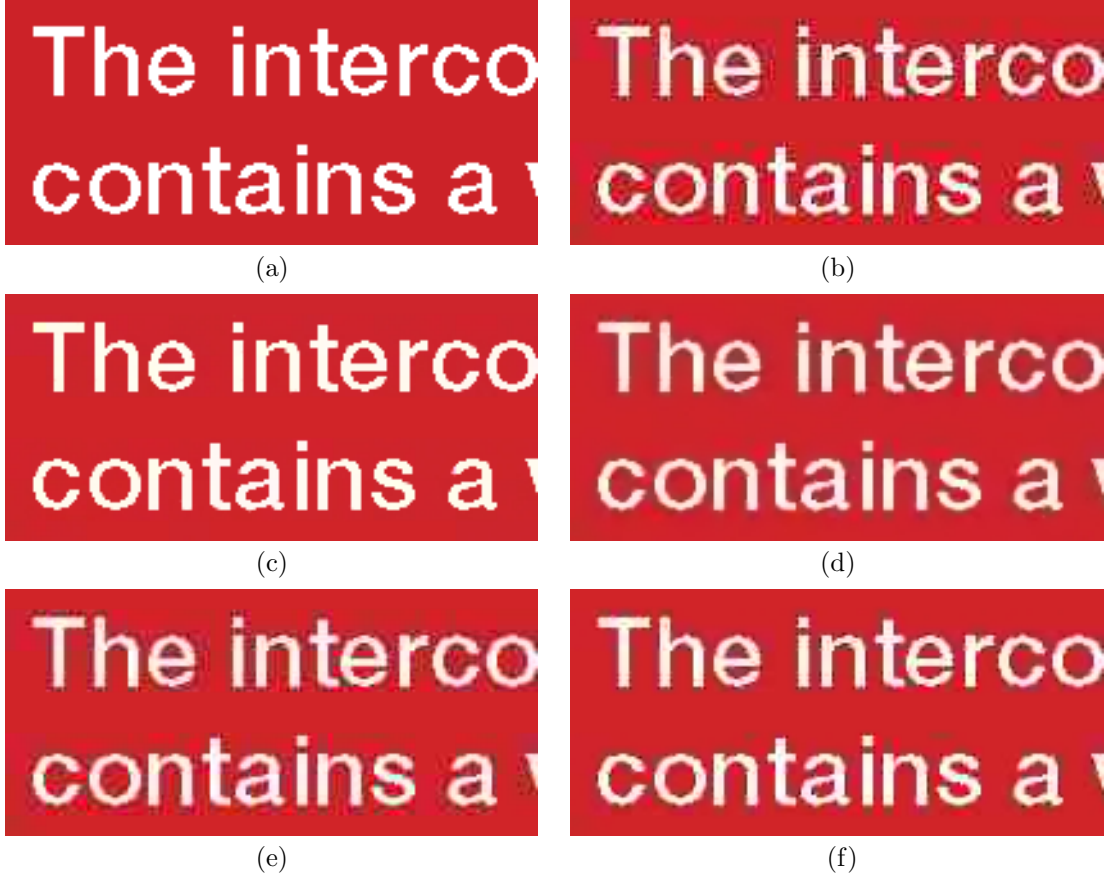 The interco
contains a
(a)
The interco
contains a
(b)
The interco
contains a
(c)
The interco
contains a
(d)
The interco
contains a
(e)
The interco
contains a
(f)